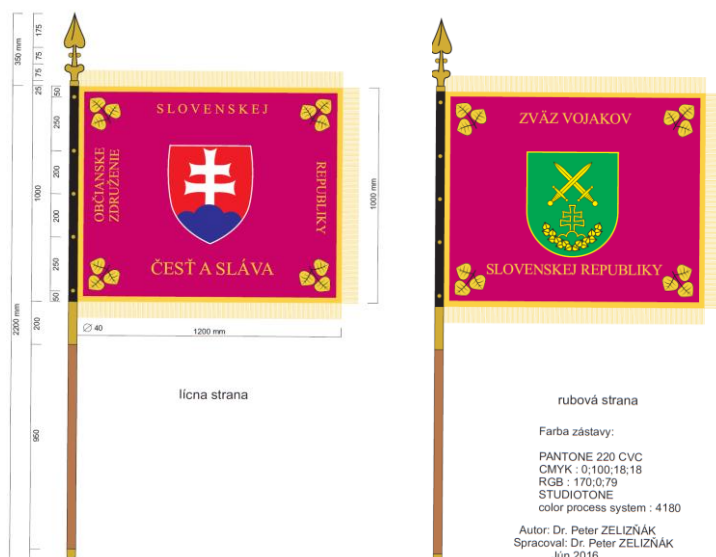 350 mm
175
75
75
25
50
250
200
200
250
50
1000
1000 mm
2200 mm
200
950
SLOVENSKEJ
OBČIANSKE
ZDRUŽENIE
REPUBLIKY
ČESŤ A SLÁVA
∅ 40
1200 mm
lícna strana
ZVÄZ VOJAKOV
SLOVENSKEJ REPUBLIKY
rubová strana
Farba zástavy:
PANTONE 220 CVC
CMYK : 0;100;18;18
RGB : 170;0;79
STUDIOTONE
color process system : 4180
Autor: Dr. Peter ZELIZŇÁK
Spracoval: Dr. Peter ZELIZŇÁK
Jún 2016